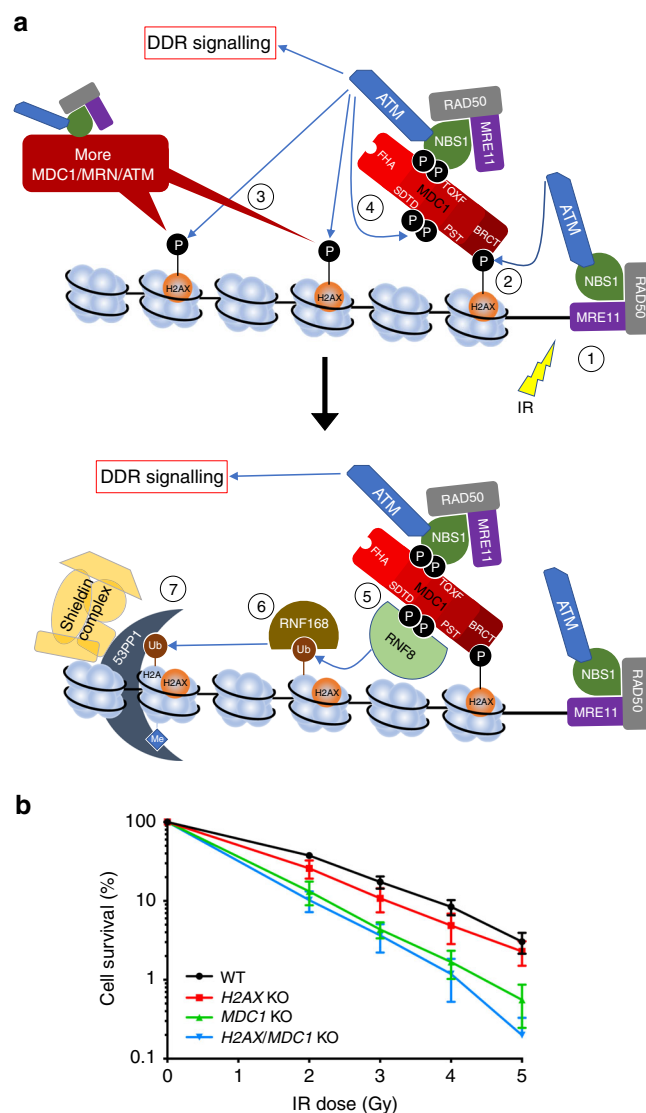 a
DDR signalling
ATM
RAD50
NBS1
MRE11
More
MDC1/MRN/ATM
3
4
FHA
P
P
TQXF
MDC1
SDTD
P
P
PST
BRCT
ATM
P
P
P
2
H2AX
H2AX
H2AX
NBS1
RAD50
MRE11
1
IR
DDR signalling
ATM
RAD50
NBS1
MRE11
FHA
P
P
TQXF
MDC1
SDTD
P
P
PST
BRCT
ATM
Shieldin
complex
7
6
5
RNF168
RNF8
53PP1
Ub
Ub
P
H2A
H2AX
H2AX
H2AX
Me
NBS1
RAD50
MRE11
b
Cell survival (%)
100
10
1
0.1
WT
H2AX KO
MDC1 KO
H2AX/MDC1 KO
0 1 2 3 4 5
IR dose (Gy)